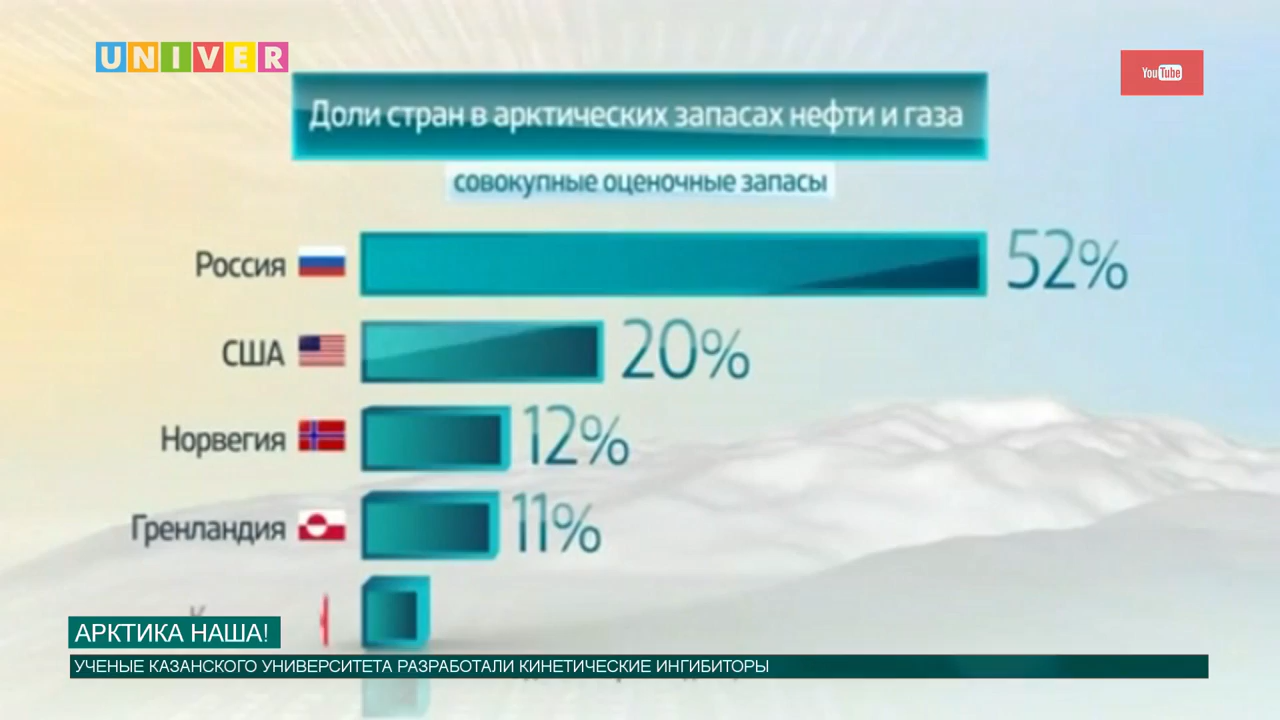 UNIVER
YouTube
Доли стран в арктических запасах нефти и газа
совокупные оценочные запасы
Россия 52%
США 20%
Норвегия 12%
Гренландия 11%
АРКТИКА НАША!
УЧЕНЫЕ КАЗАНСКОГО УНИВЕРСИТЕТА РАЗРАБОТАЛИ КИНЕТИЧЕСКИЕ ИНГИБИТОРЫ